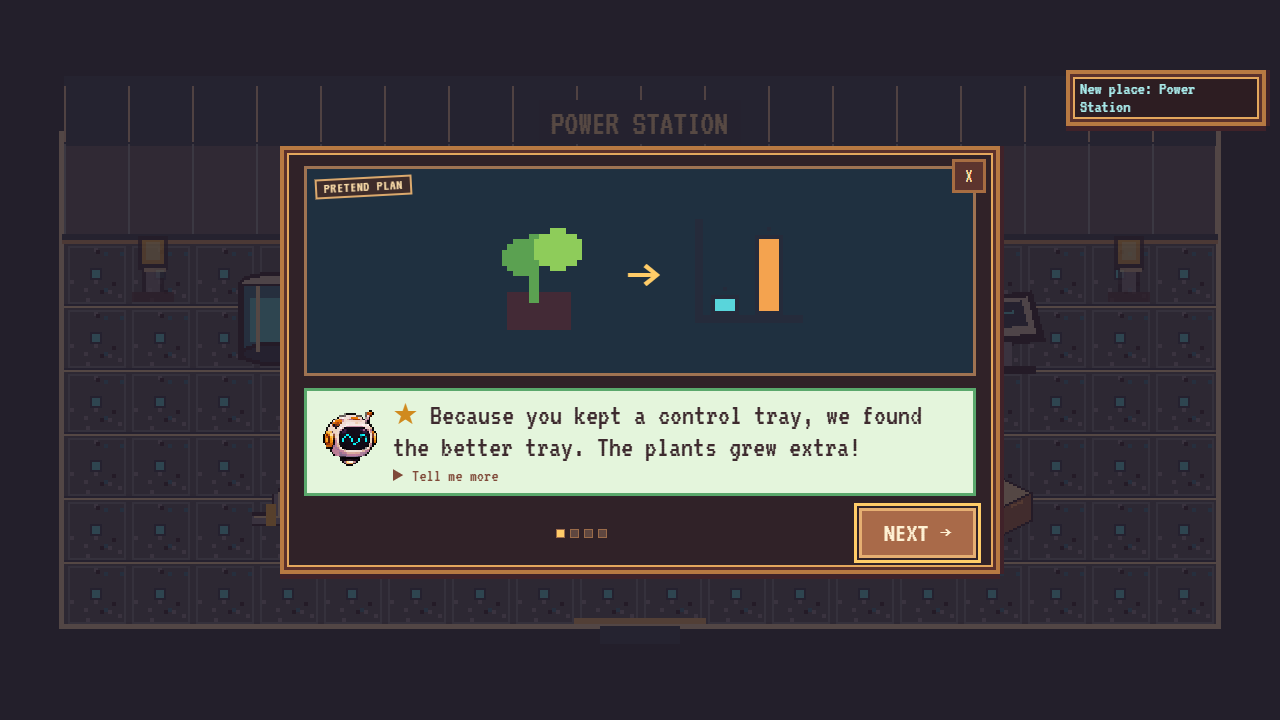 New place: Power
Station
POWER STATION
PRETEND PLAN
X
★ Because you kept a control tray, we found
the better tray. The plants grew extra!
▶ Tell me more
NEXT →